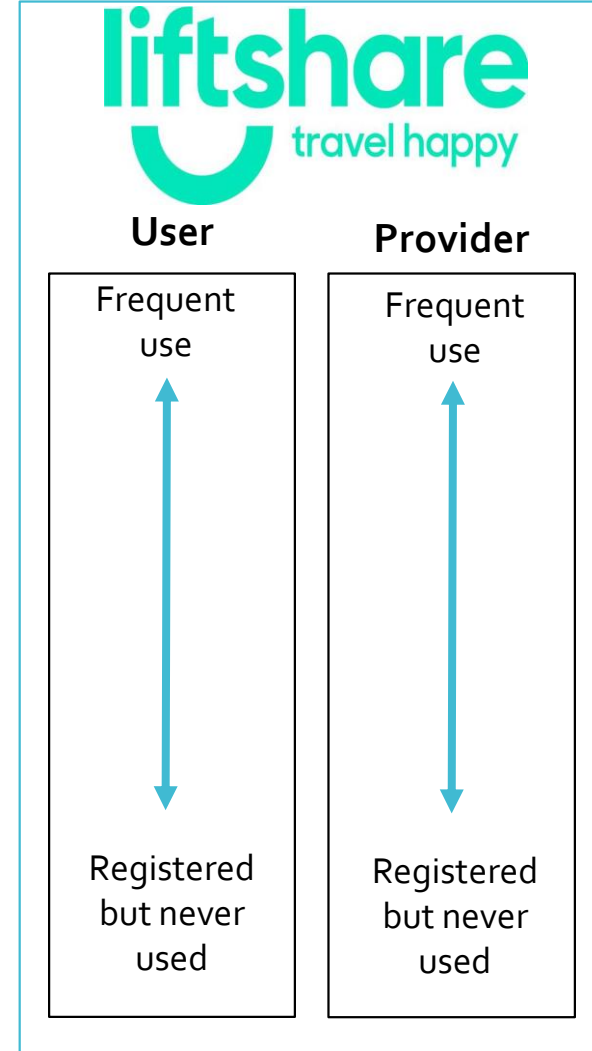 liftshare
travel happy
User
Provider
Frequent
use
Frequent
use
Registered
but never
used
Registered
but never
used